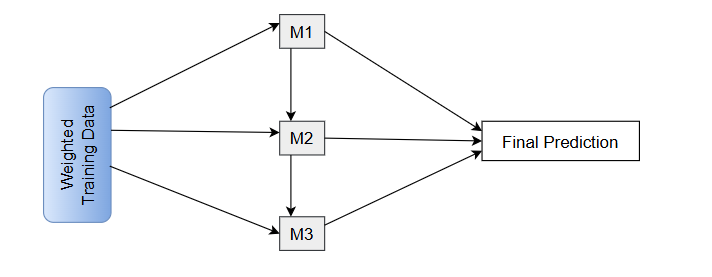 M1
Weighted
Training Data
M2
Final Prediction
M3